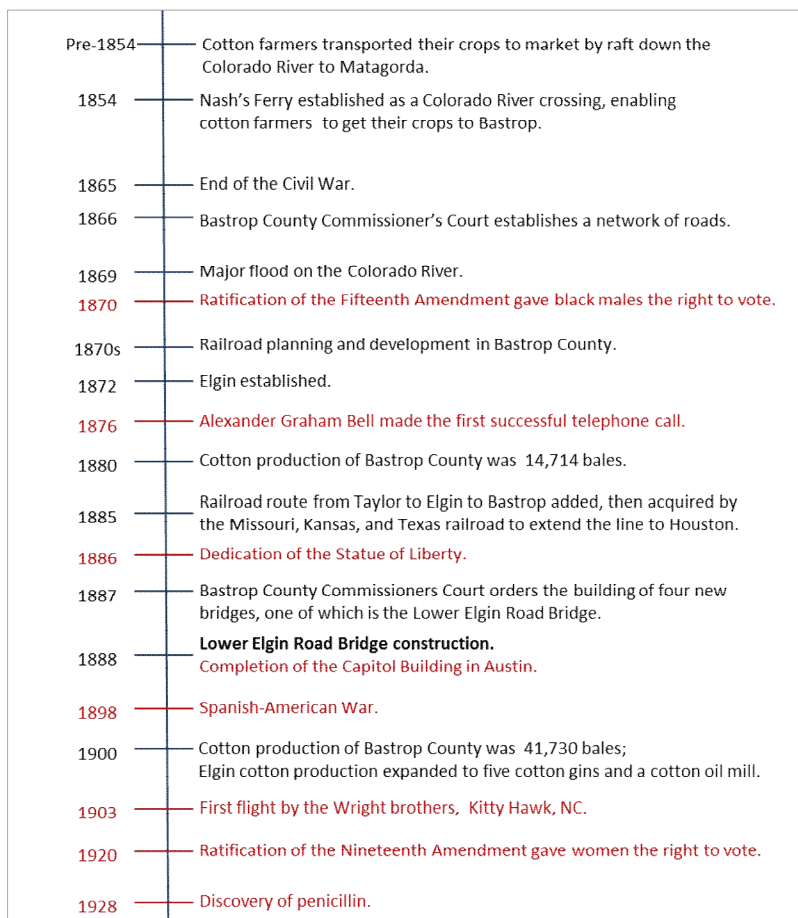 Pre-1854 Cotton farmers transported their crops to market by raft down the
Colorado River to Matagorda.
1854 Nash's Ferry established as a Colorado River crossing, enabling
cotton farmers to get their crops to Bastrop.
1865 End of the Civil War.
1866 Bastrop County Commissioner's Court establishes a network of roads.
1869 Major flood on the Colorado River.
1870 Ratification of the Fifteenth Amendment gave black males the right to vote.
1870s Railroad planning and development in Bastrop County.
1872 Elgin established.
1876 Alexander Graham Bell made the first successful telephone call.
1880 Cotton production of Bastrop County was 14,714 bales.
1885 Railroad route from Taylor to Elgin to Bastrop added, then acquired by
the Missouri, Kansas, and Texas railroad to extend the line to Houston.
1886 Dedication of the Statue of Liberty.
1887 Bastrop County Commissioners Court orders the building of four new
bridges, one of which is the Lower Elgin Road Bridge.
1888 Lower Elgin Road Bridge construction.
Completion of the Capitol Building in Austin.
1898 Spanish-American War.
1900 Cotton production of Bastrop County was 41,730 bales;
Elgin cotton production expanded to five cotton gins and a cotton oil mill.
1903 First flight by the Wright brothers, Kitty Hawk, NC.
1920 Ratification of the Nineteenth Amendment gave women the right to vote.
1928 Discovery of penicillin.